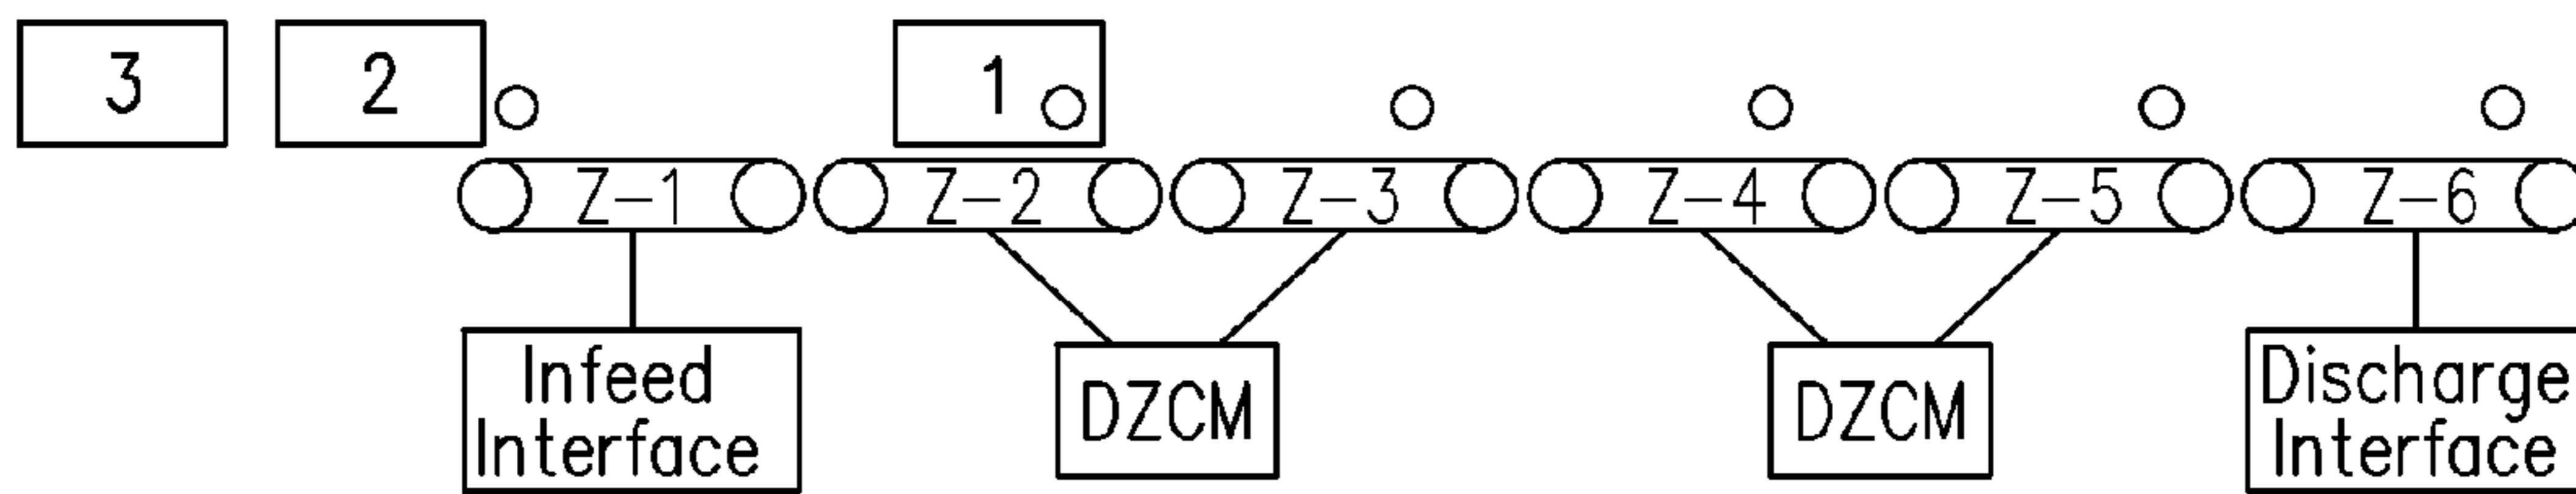 3
2
1
Z-1
Z-2
Z-3
Z-4
Z-5
Z-6
Infeed
Interface
DZCM
DZCM
Discharge
Interface